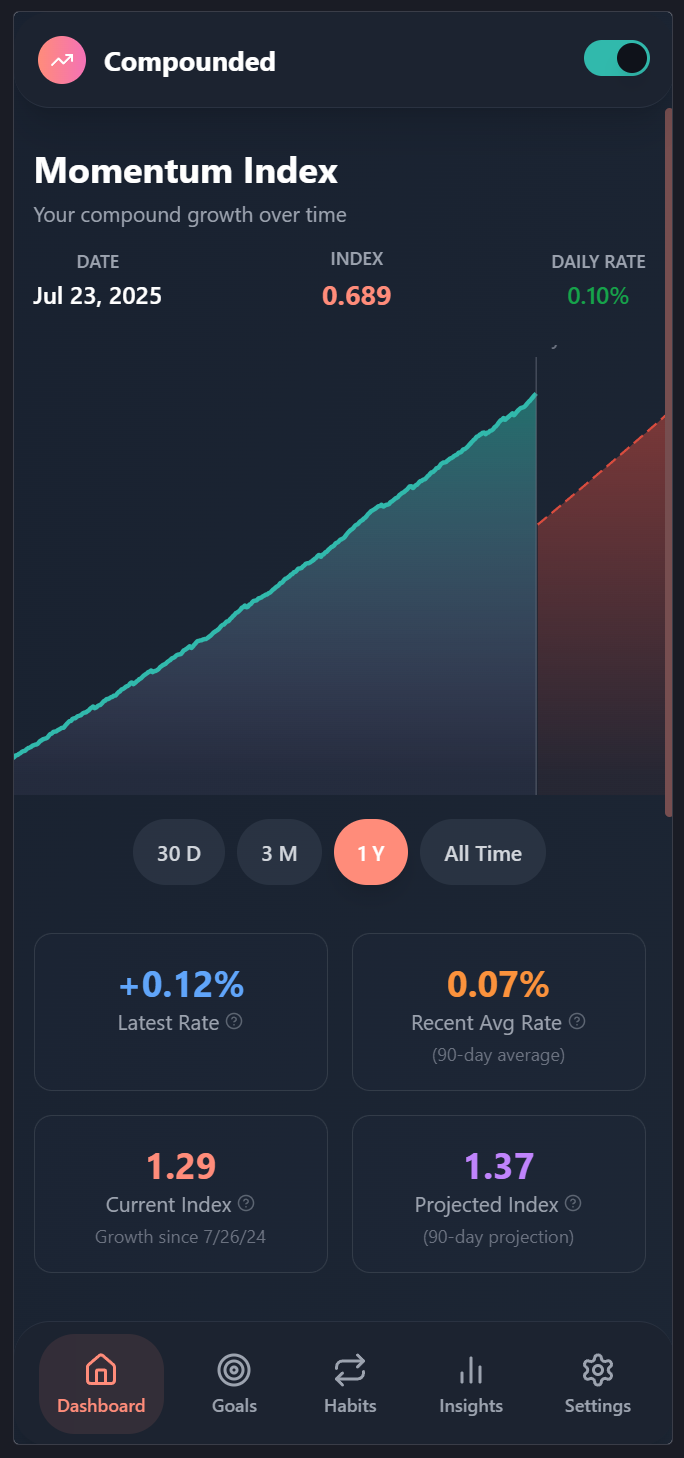 Compounded
Momentum Index
Your compound growth over time
DATE
INDEX
DAILY RATE
Jul 23, 2025
0.689
0.10%
30 D
3 M
1 Y
All Time
+0.12%
Latest Rate
0.07%
Recent Avg Rate
(90-day average)
1.29
Current Index
Growth since 7/26/24
1.37
Projected Index
(90-day projection)
Dashboard
Goals
Habits
Insights
Settings